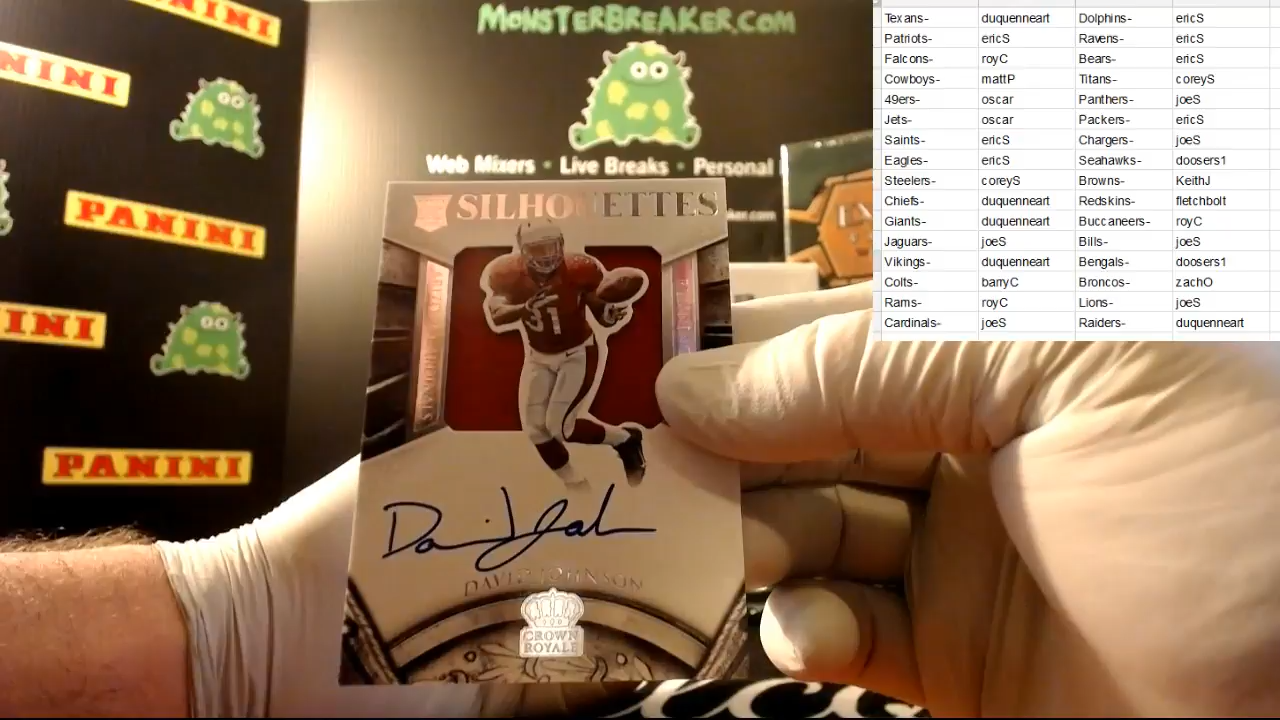 MONSTERBREAKER.COM
Web Mixers • Live Breaks • Personal
PANINI
PANINI
PANINI
SILHOUETTES
31
David Johnson
DAVID JOHNSON
CROWN
ROYALE
Texans- duquenneart Dolphins- ericS
Patriots- ericS Ravens- ericS
Falcons- royC Bears- ericS
Cowboys- mattP Titans- coreyS
49ers- oscar Panthers- joeS
Jets- oscar Packers- ericS
Saints- ericS Chargers- joeS
Eagles- ericS Seahawks- doosers1
Steelers- coreyS Browns- KeithJ
Chiefs- duquenneart Redskins- fletchbolt
Giants- duquenneart Buccaneers- royC
Jaguars- joeS Bills- joeS
Vikings- duquenneart Bengals- doosers1
Colts- barryC Broncos- zachO
Rams- royC Lions- joeS
Cardinals- joeS Raiders- duquenneart